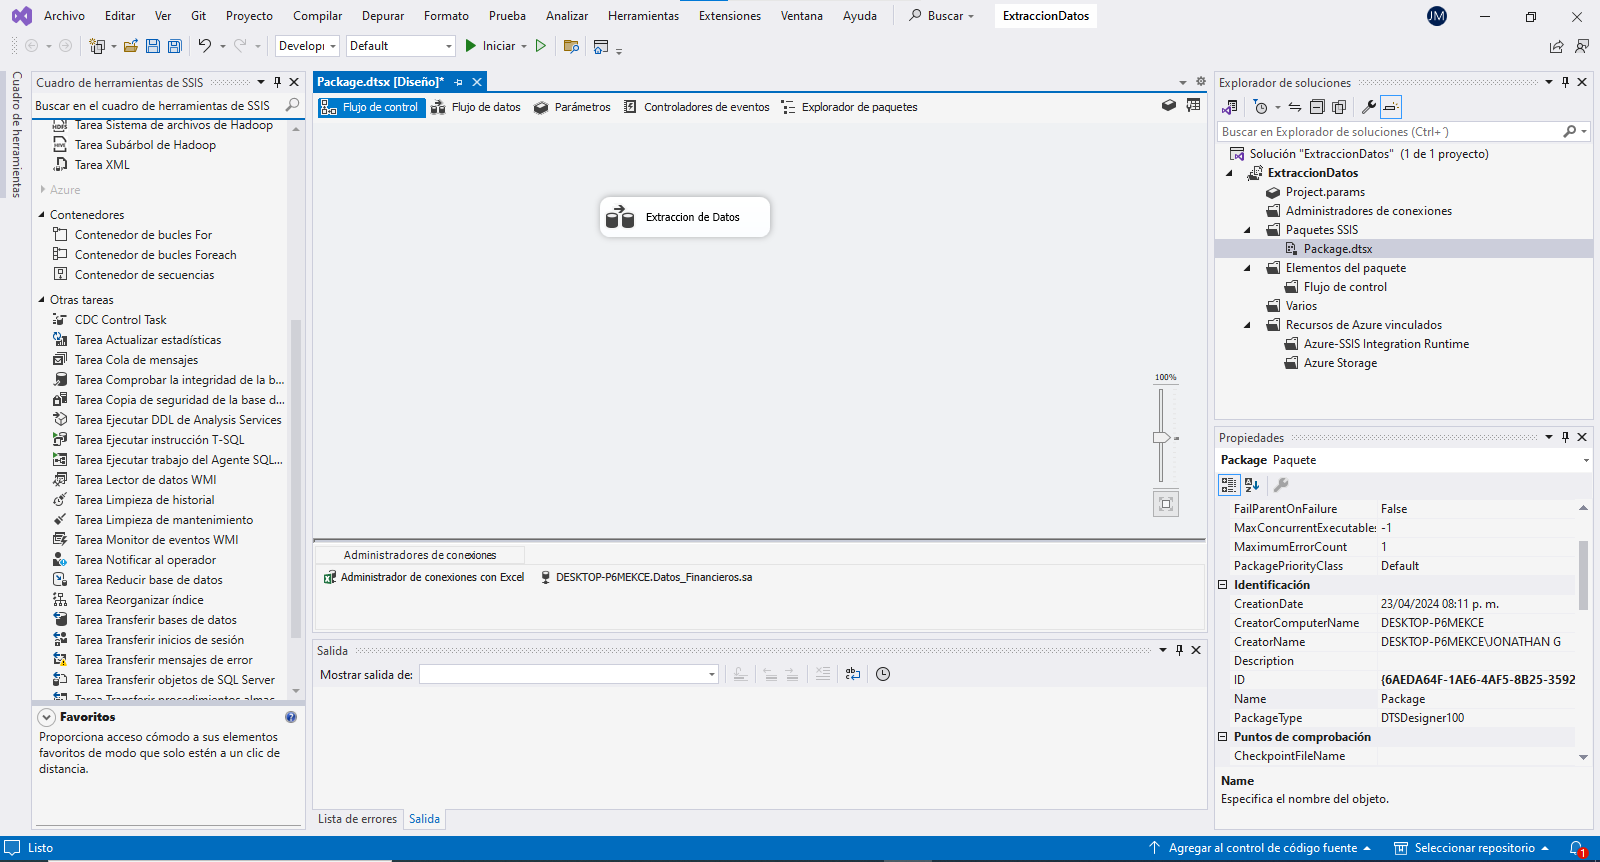 Archivo Editar Ver Git Proyecto Compilar Depurar Formato Prueba Analizar Herramientas Extensiones Ventana Ayuda Buscar ExtraccionDatos JM
Developi Default Iniciar
Cuadro de herramientas
Cuadro de herramientas de SSIS
Buscar en el cuadro de herramientas de SSIS
Tarea Sistema de archivos de Hadoop
Tarea Subárbol de Hadoop
Tarea XML
Azure
Contenedores
Contenedor de bucles For
Contenedor de bucles Foreach
Contenedor de secuencias
Otras tareas
CDC Control Task
Tarea Actualizar estadísticas
Tarea Cola de mensajes
Tarea Comprobar la integridad de la b...
Tarea Copia de seguridad de la base d...
Tarea Ejecutar DDL de Analysis Services
Tarea Ejecutar instrucción T-SQL
Tarea Ejecutar trabajo del Agente SQL...
Tarea Lector de datos WMI
Tarea Limpieza de historial
Tarea Limpieza de mantenimiento
Tarea Monitor de eventos WMI
Tarea Notificar al operador
Tarea Reducir base de datos
Tarea Reorganizar índice
Tarea Transferir bases de datos
Tarea Transferir inicios de sesión
Tarea Transferir mensajes de error
Tarea Transferir objetos de SQL Server
Tarea Transferir procedimientos almac
Favoritos
Proporciona acceso cómodo a sus elementos
favoritos de modo que solo estén a un clic de
distancia.
Package.dtsx [Diseño]*
Flujo de control Flujo de datos Parámetros Controladores de eventos Explorador de paquetes
Extraccion de Datos
100%
Administradores de conexiones
Administrador de conexiones con Excel DESKTOP-P6MEKCE.Datos_Financieros.sa
Salida
Mostrar salida de:
Lista de errores Salida
Explorador de soluciones
Buscar en Explorador de soluciones (Ctrl+´)
Solución "ExtraccionDatos" (1 de 1 proyecto)
ExtraccionDatos
Project.params
Administradores de conexiones
Paquetes SSIS
Package.dtsx
Elementos del paquete
Flujo de control
Varios
Recursos de Azure vinculados
Azure-SSIS Integration Runtime
Azure Storage
Propiedades
Package Paquete
FailParentOnFailure False
MaxConcurrentExecutables -1
MaximumErrorCount 1
PackagePriorityClass Default
Identificación
CreationDate 23/04/2024 08:11 p. m.
CreatorComputerName DESKTOP-P6MEKCE
CreatorName DESKTOP-P6MEKCE\JONATHAN G
Description
ID {6AEDA64F-1AE6-4AF5-8B25-3592
Name Package
PackageType DTSDesigner100
Puntos de comprobación
CheckpointFileName
Name
Especifica el nombre del objeto.
Listo Agregar al control de código fuente Seleccionar repositorio 1